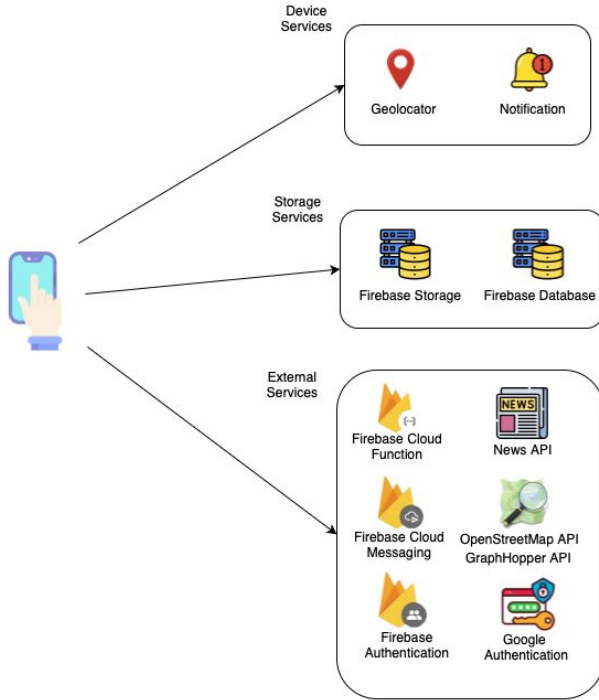 Device
Services
1
Geolocator
Notification
Storage
Services
Firebase Storage
Firebase Database
External
Services
NEWS
Firebase Cloud
Function
News API
Firebase Cloud
Messaging
OpenStreetMap API
GraphHopper API
Firebase
Authentication
Google
Authentication